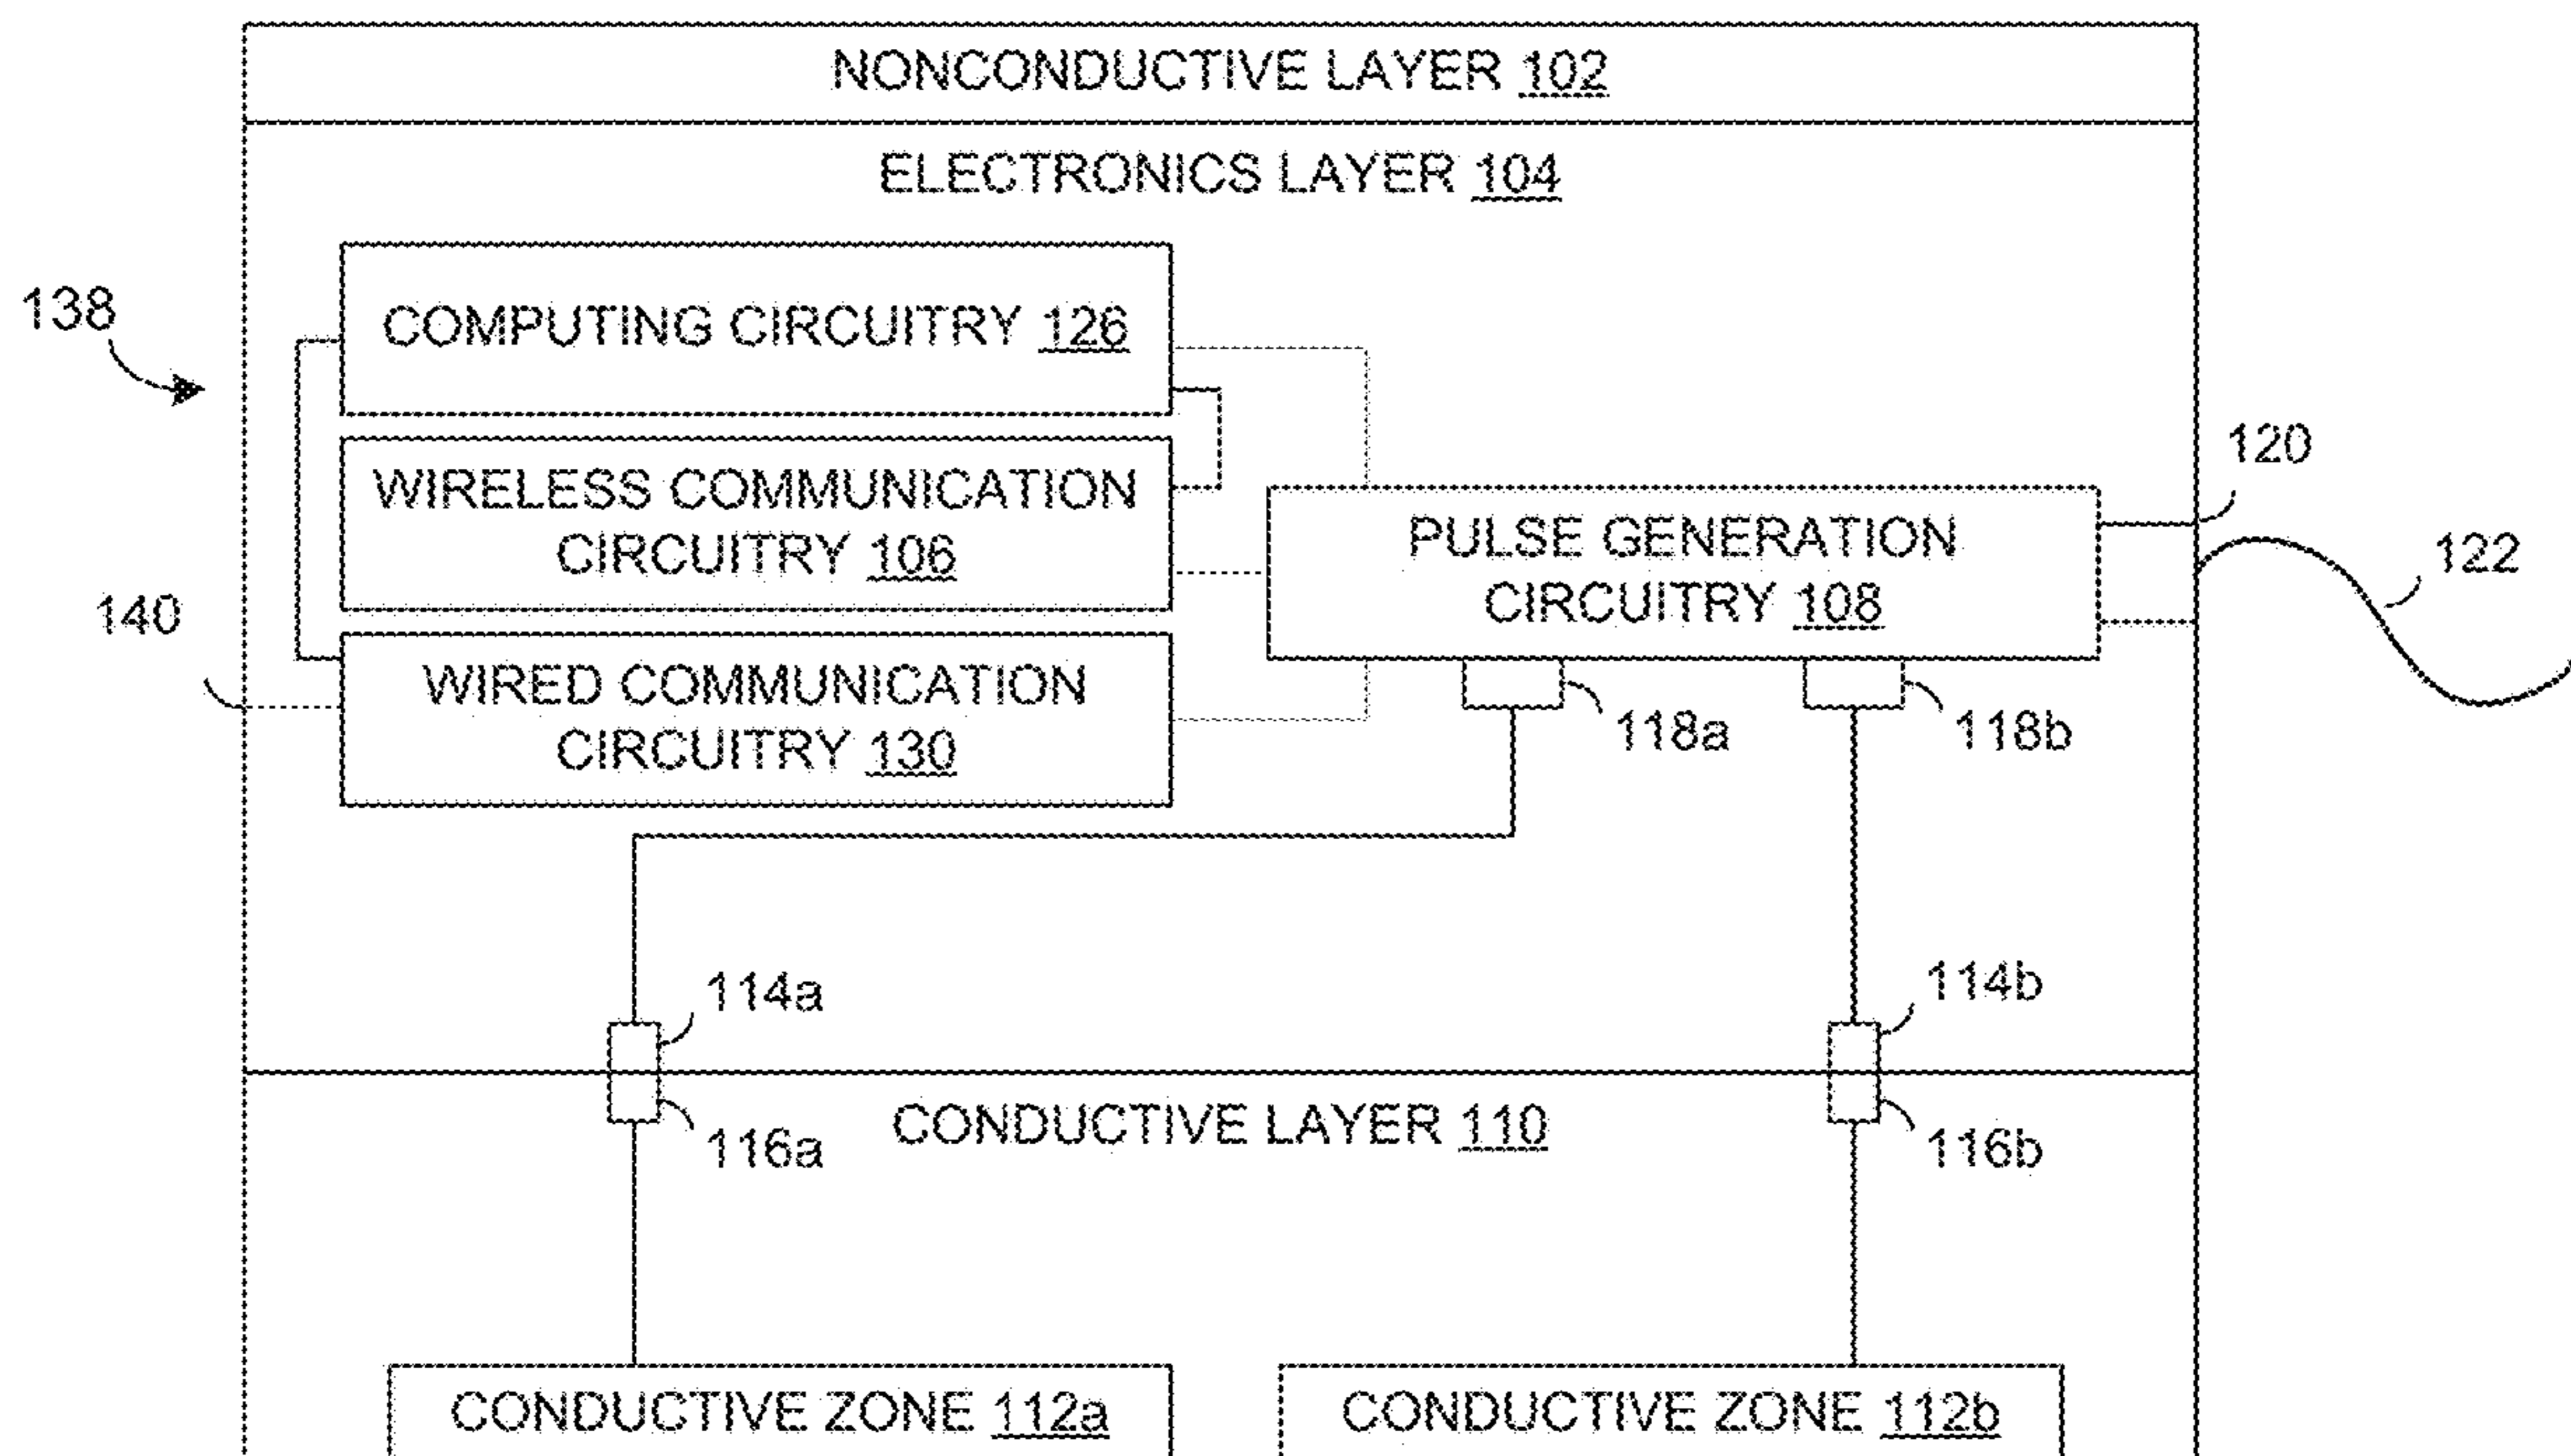 NONCONDUCTIVE LAYER 102
ELECTRONICS LAYER 104
138
COMPUTING CIRCUITRY 126
WIRELESS COMMUNICATION
CIRCUITRY 106
120
PULSE GENERATION
CIRCUITRY 108
122
140
WIRED COMMUNICATION
CIRCUITRY 130
118a
118b
114a
114b
CONDUCTIVE LAYER 110
116a
116b
CONDUCTIVE ZONE 112a
CONDUCTIVE ZONE 112b